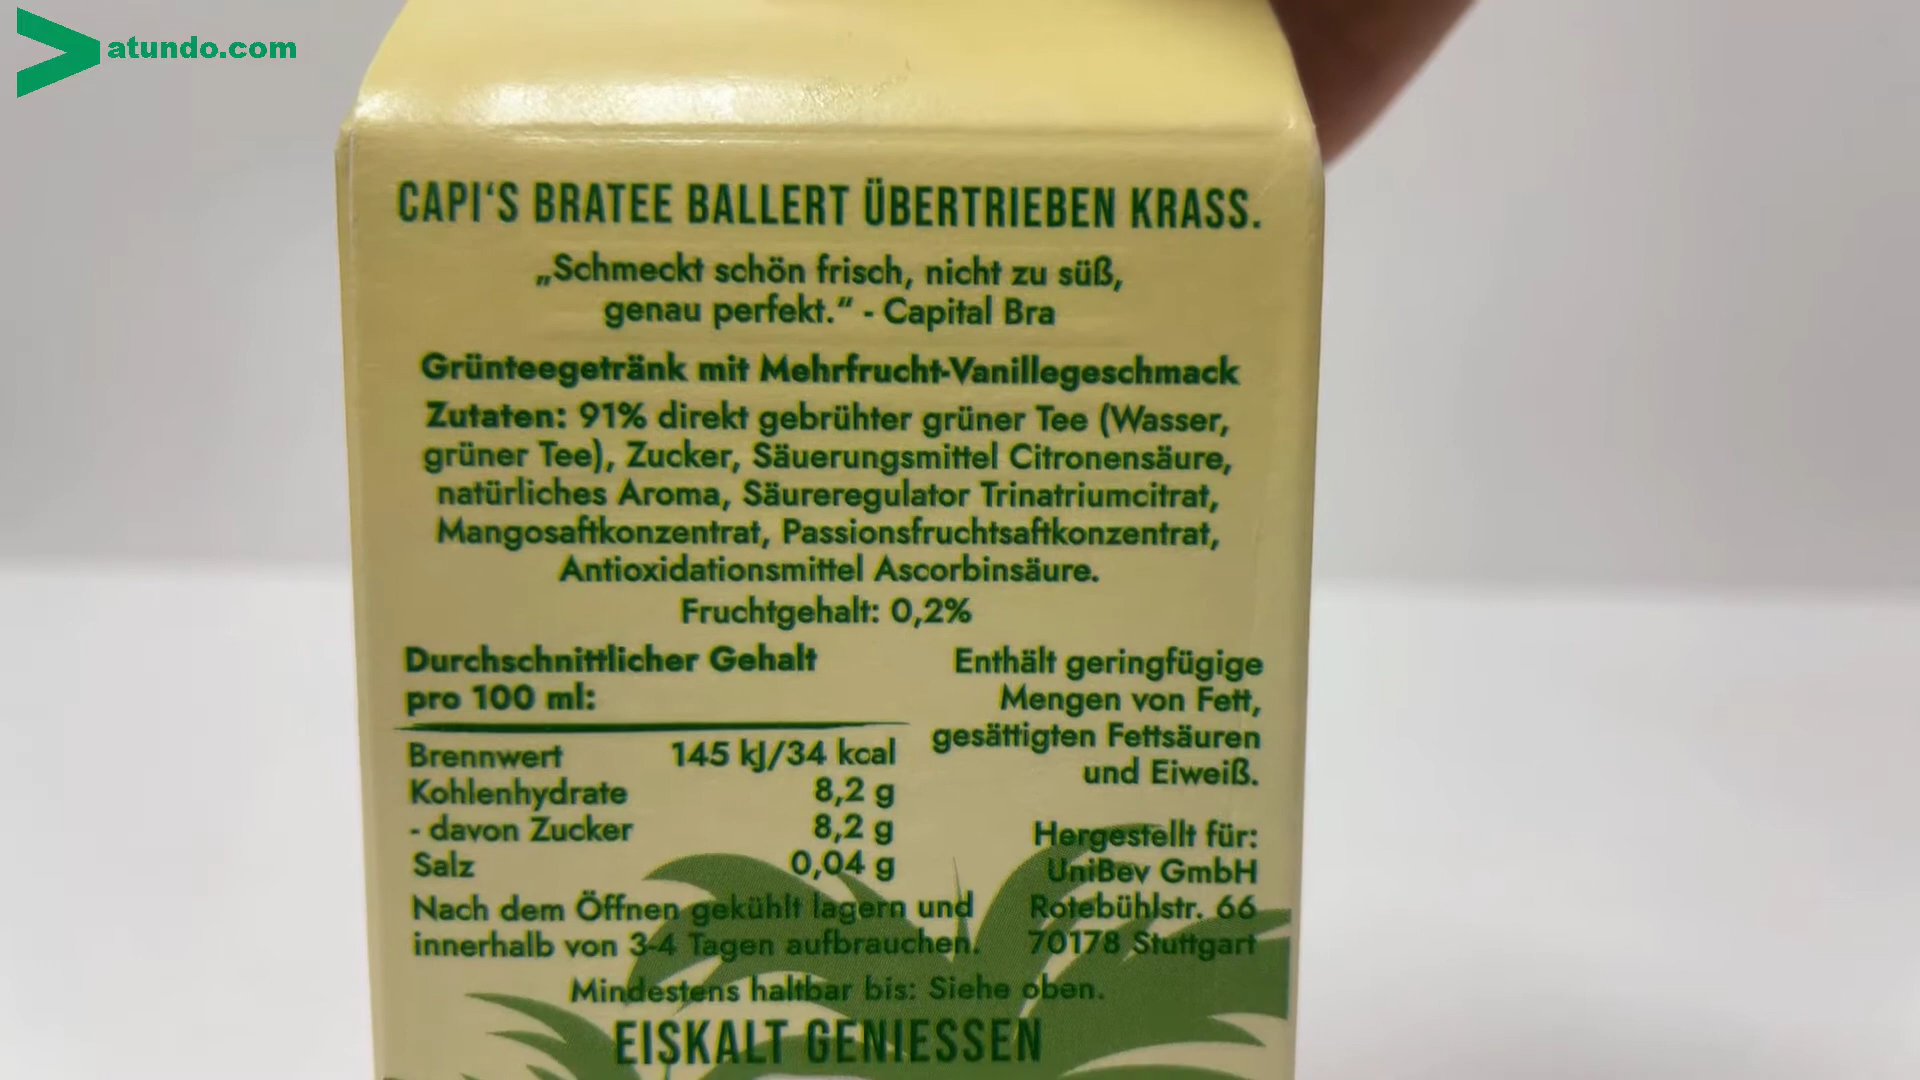 atundo.com
CAPI‘S BRATEE BALLERT ÜBERTRIEBEN KRASS.
„Schmeckt schön frisch, nicht zu süß,
genau perfekt.“ - Capital Bra
Grünteegetränk mit Mehrfrucht-Vanillegeschmack
Zutaten: 91% direkt gebrühter grüner Tee (Wasser,
grüner Tee), Zucker, Säuerungsmittel Citronensäure,
natürliches Aroma, Säureregulator Trinatriumcitrat,
Mangosaftkonzentrat, Passionsfruchtsaftkonzentrat,
Antioxidationsmittel Ascorbinsäure.
Fruchtgehalt: 0,2%
Durchschnittlicher Gehalt
pro 100 ml:
Brennwert 145 kJ/34 kcal
Kohlenhydrate 8,2 g
- davon Zucker 8,2 g
Salz 0,04 g
Enthält geringfügige
Mengen von Fett,
gesättigten Fettsäuren
und Eiweiß.
Hergestellt für:
UniBev GmbH
Rotebühlstr. 66
70178 Stuttgart
Nach dem Öffnen gekühlt lagern und
innerhalb von 3-4 Tagen aufbrauchen.
Mindestens haltbar bis: Siehe oben.
EISKALT GENIESSEN